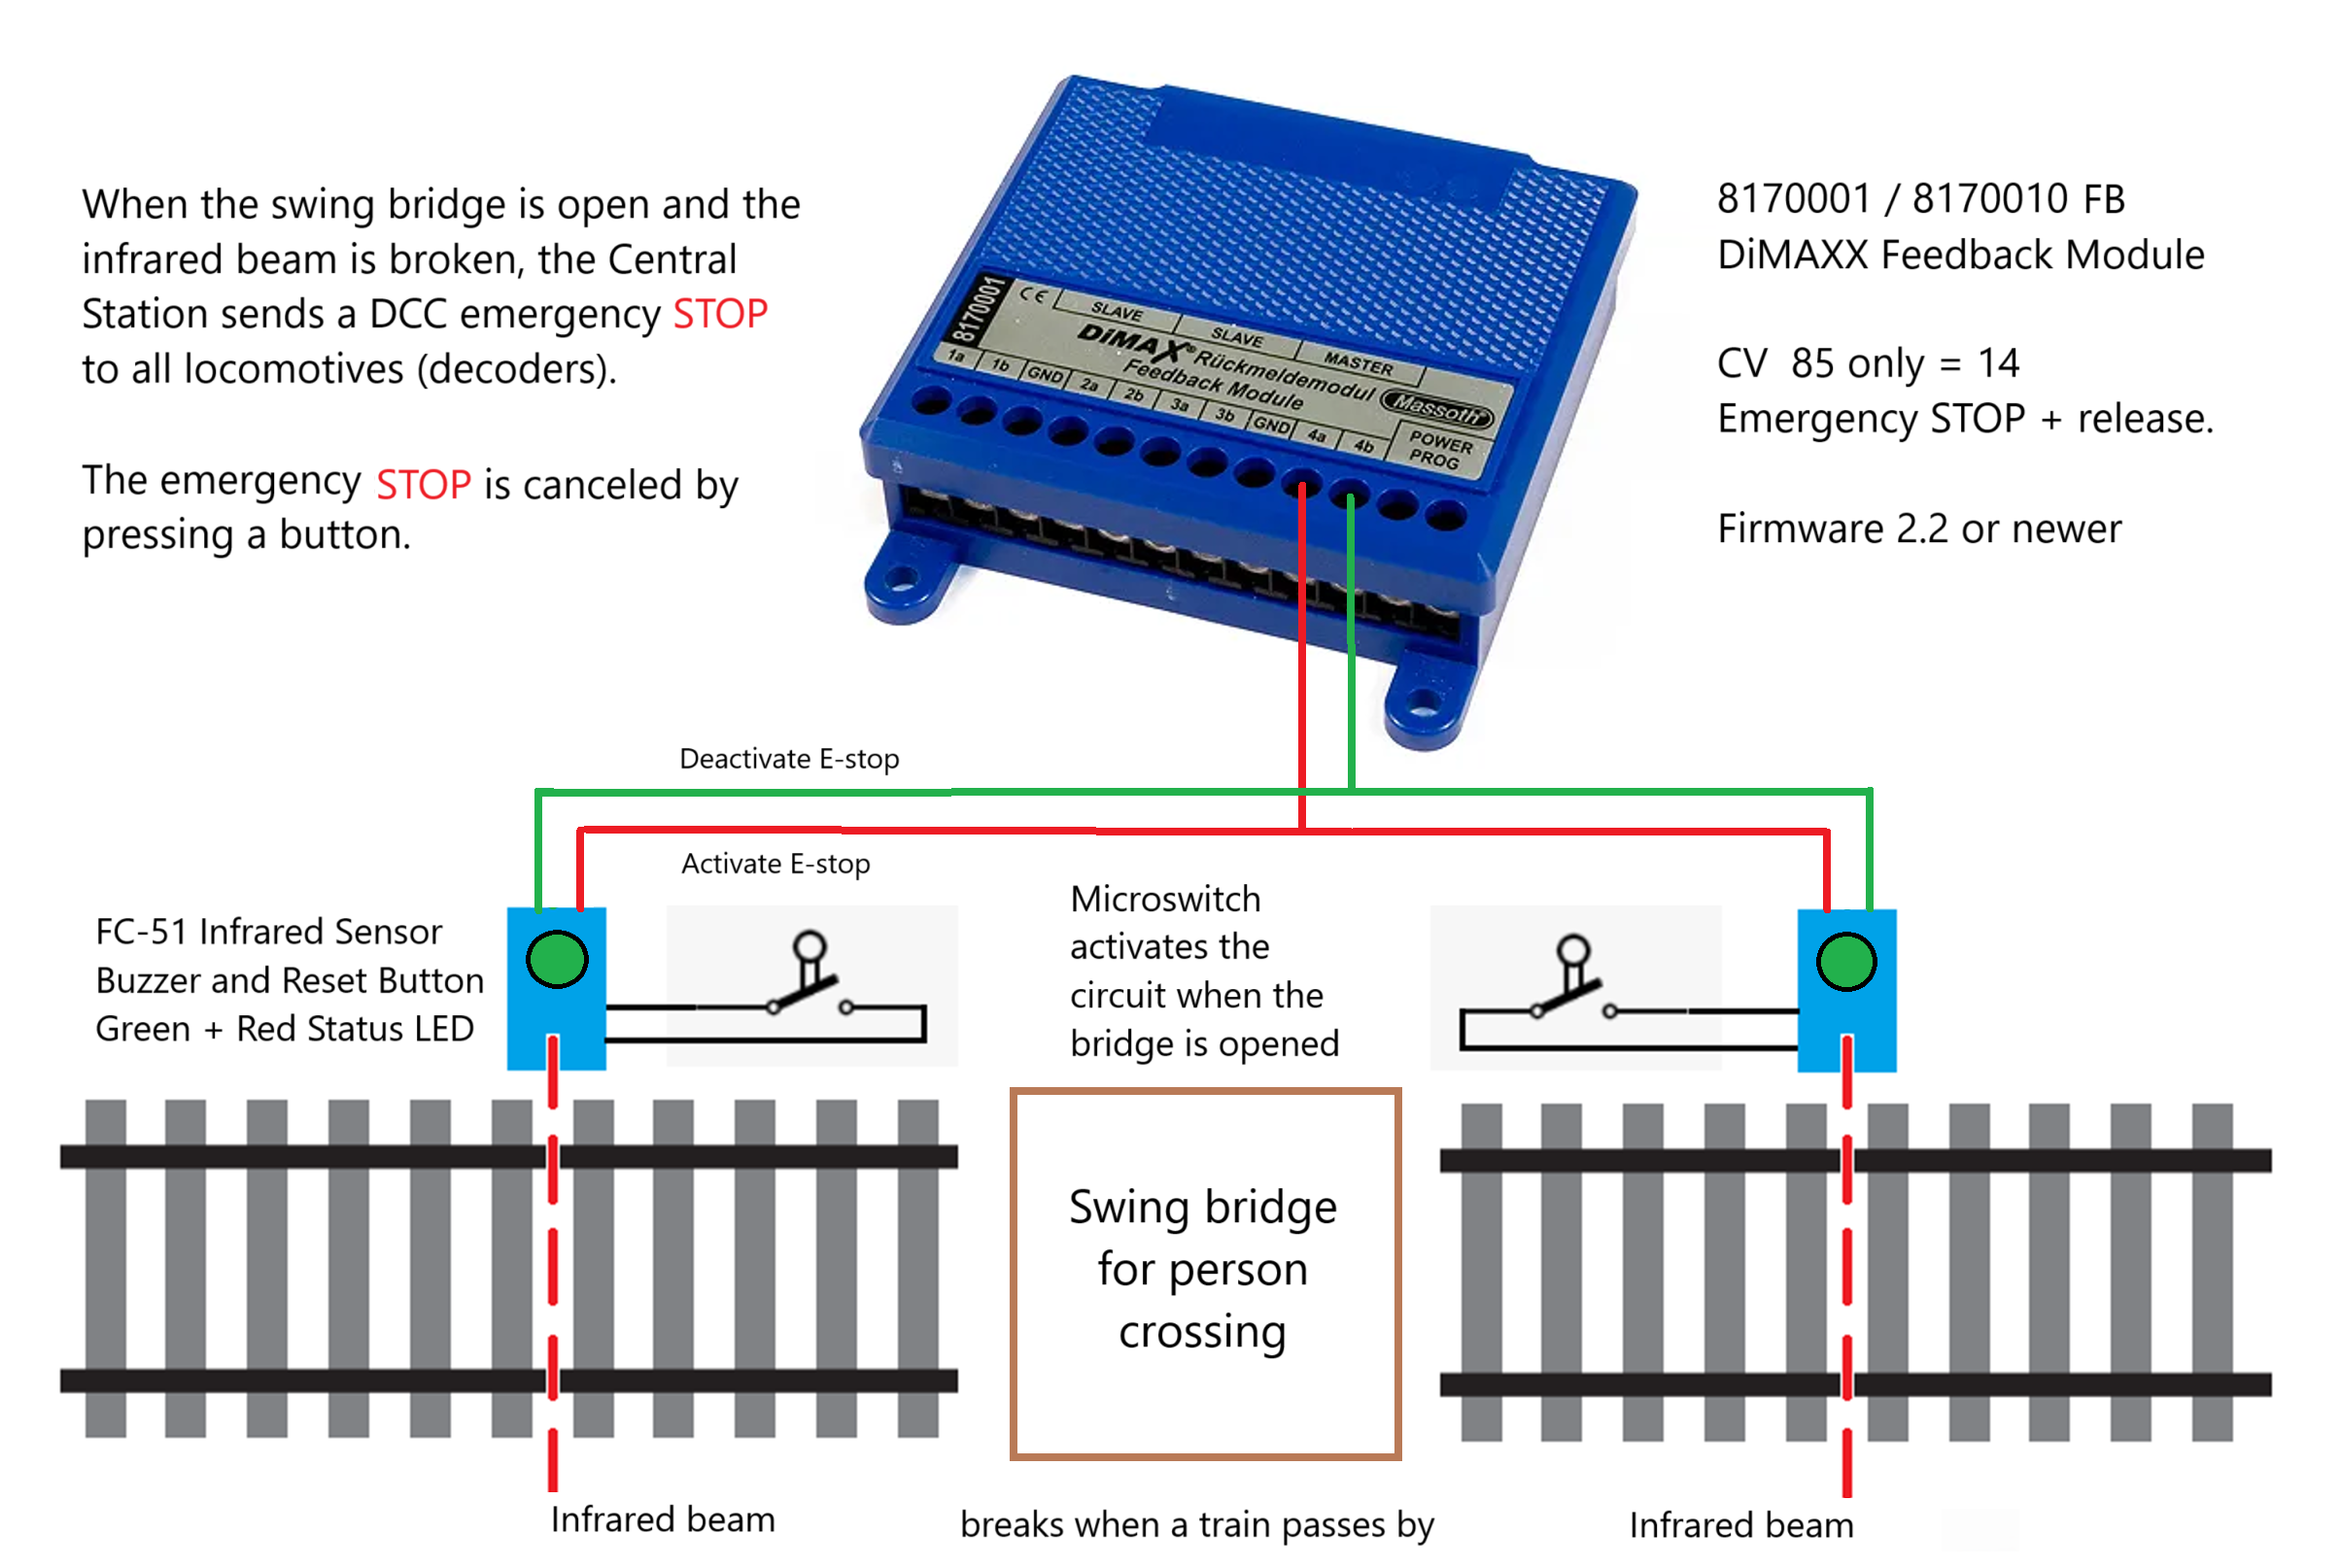 When the swing bridge is open and the
infrared beam is broken, the Central
Station sends a DCC emergency STOP
to all locomotives (decoders).
The emergency STOP is canceled by
pressing a button.
8170001
CE
SLAVE
SLAVE
MASTER
DiMAX® Rückmeldemodul
Feedback Module
Massoth
1a 1b GND 2a 2b 3a 3b GND 4a 4b
POWER
PROG
8170001 / 8170010 FB
DiMAXX Feedback Module
CV 85 only = 14
Emergency STOP + release.
Firmware 2.2 or newer
Deactivate E-stop
Activate E-stop
FC-51 Infrared Sensor
Buzzer and Reset Button
Green + Red Status LED
Microswitch
activates the
circuit when the
bridge is opened
Swing bridge
for person
crossing
Infrared beam
breaks when a train passes by
Infrared beam